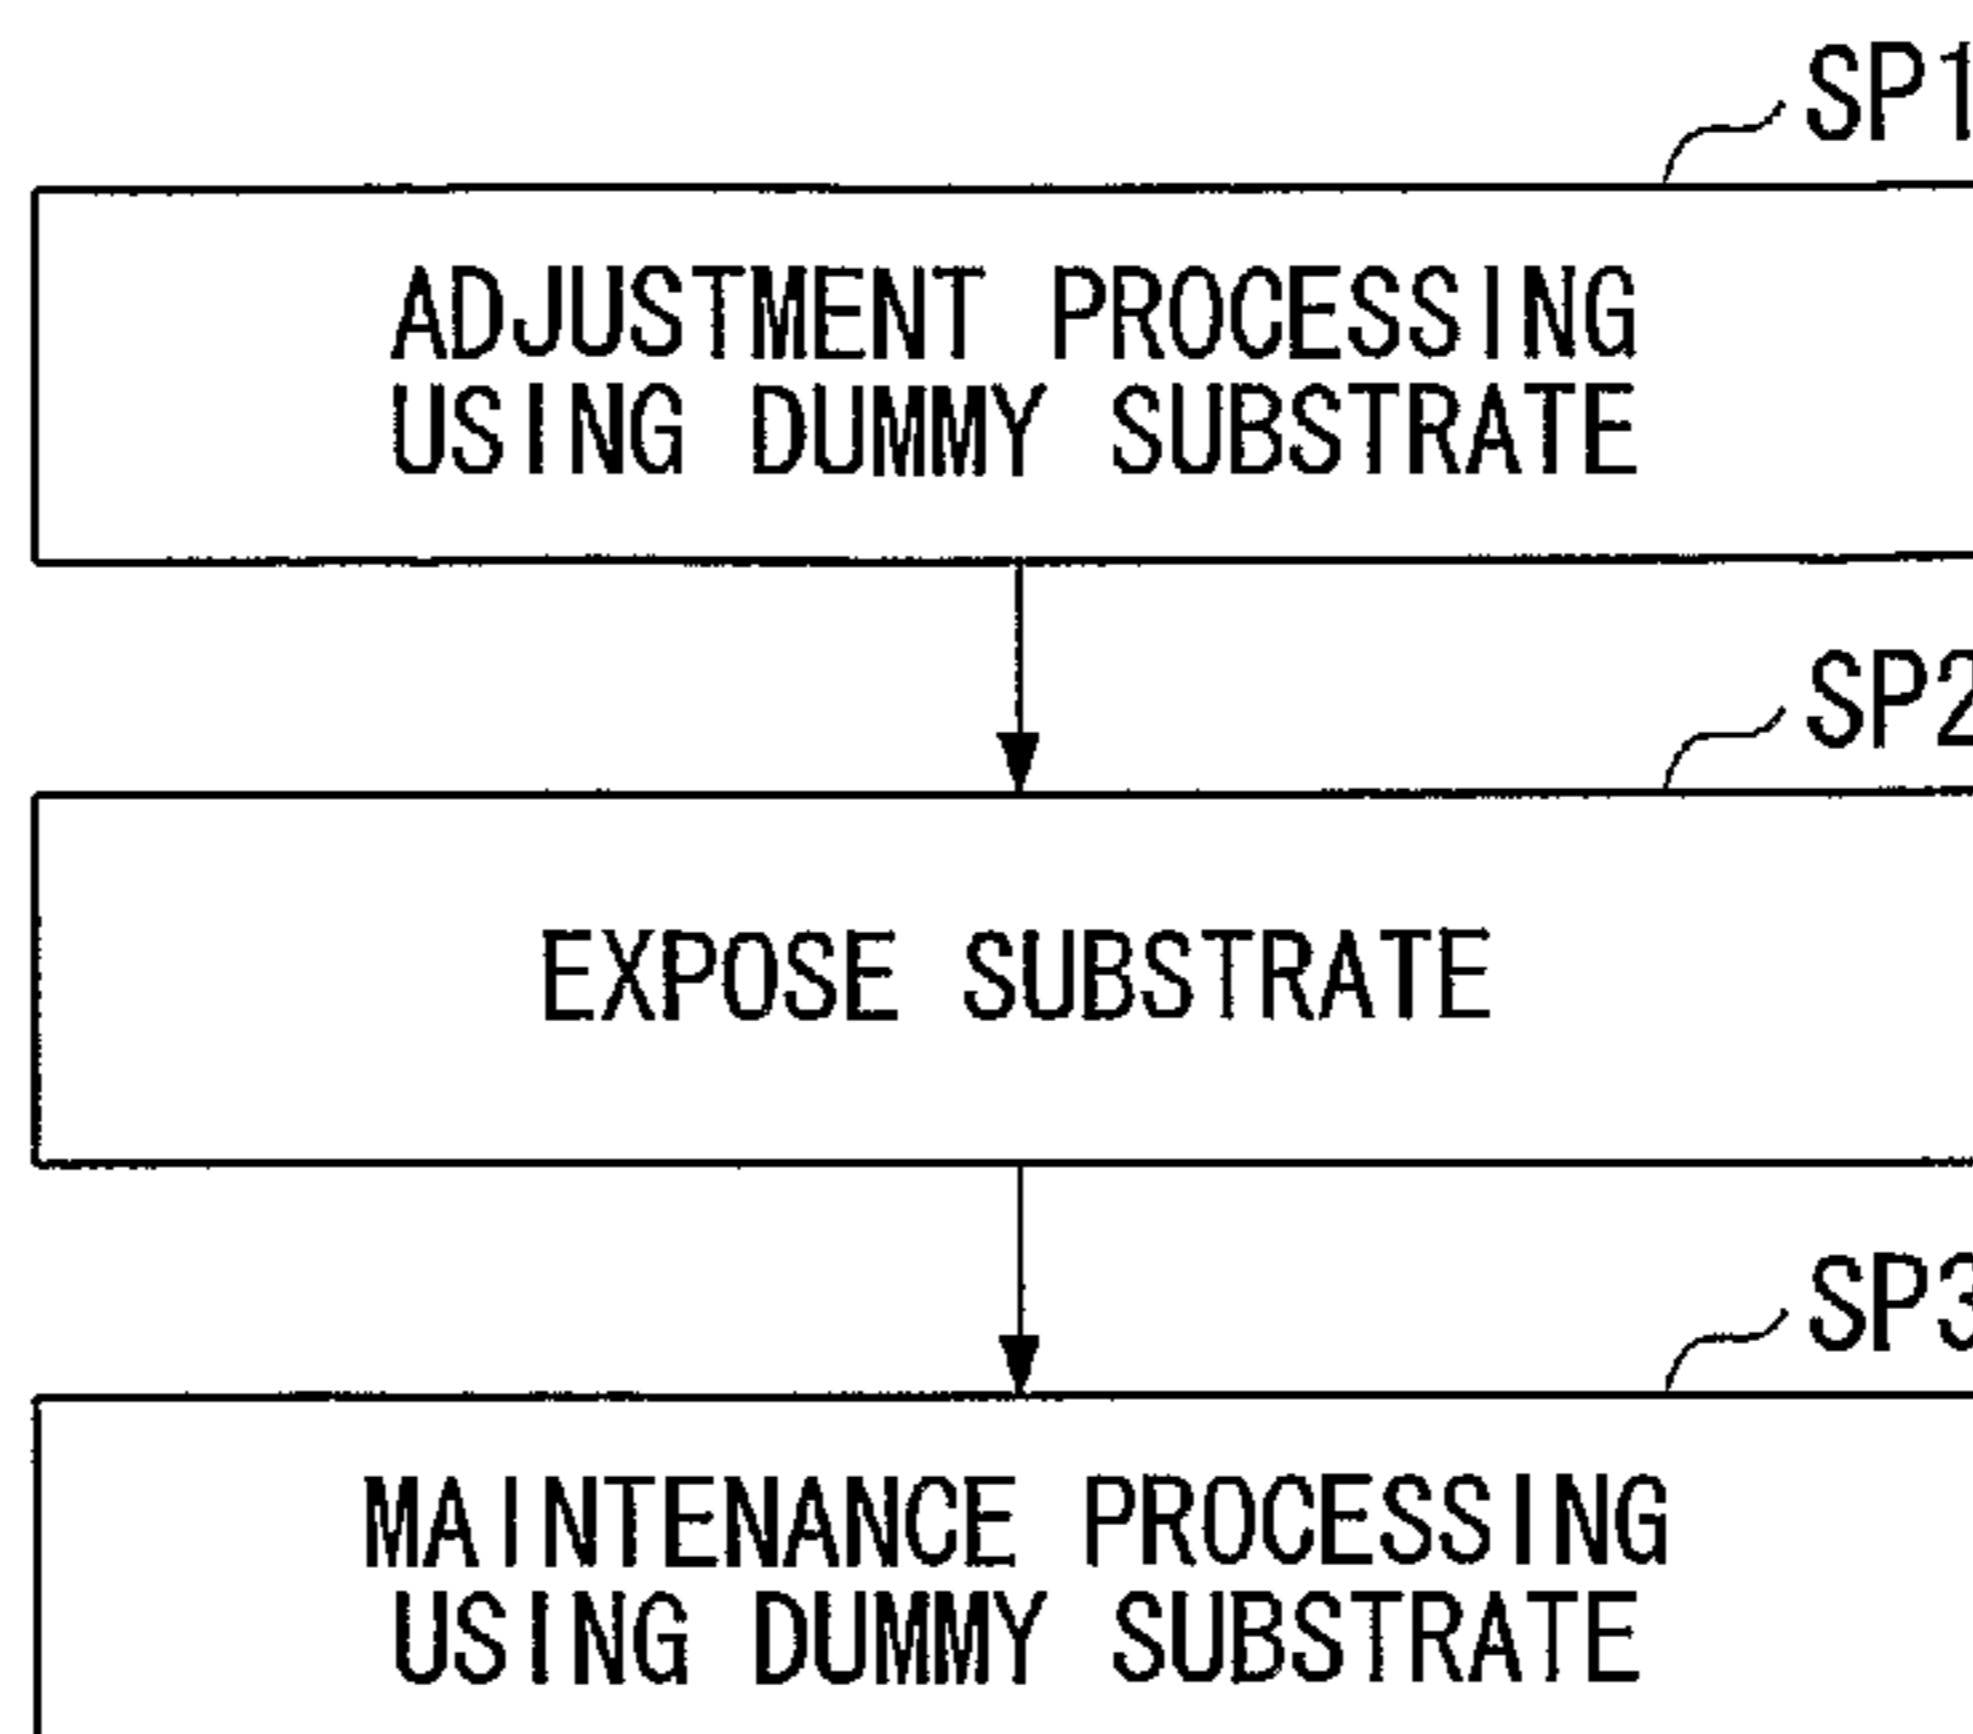 SP1
ADJUSTMENT PROCESSING
USING DUMMY SUBSTRATE
SP2
EXPOSE SUBSTRATE
SP3
MAINTENANCE PROCESSING
USING DUMMY SUBSTRATE